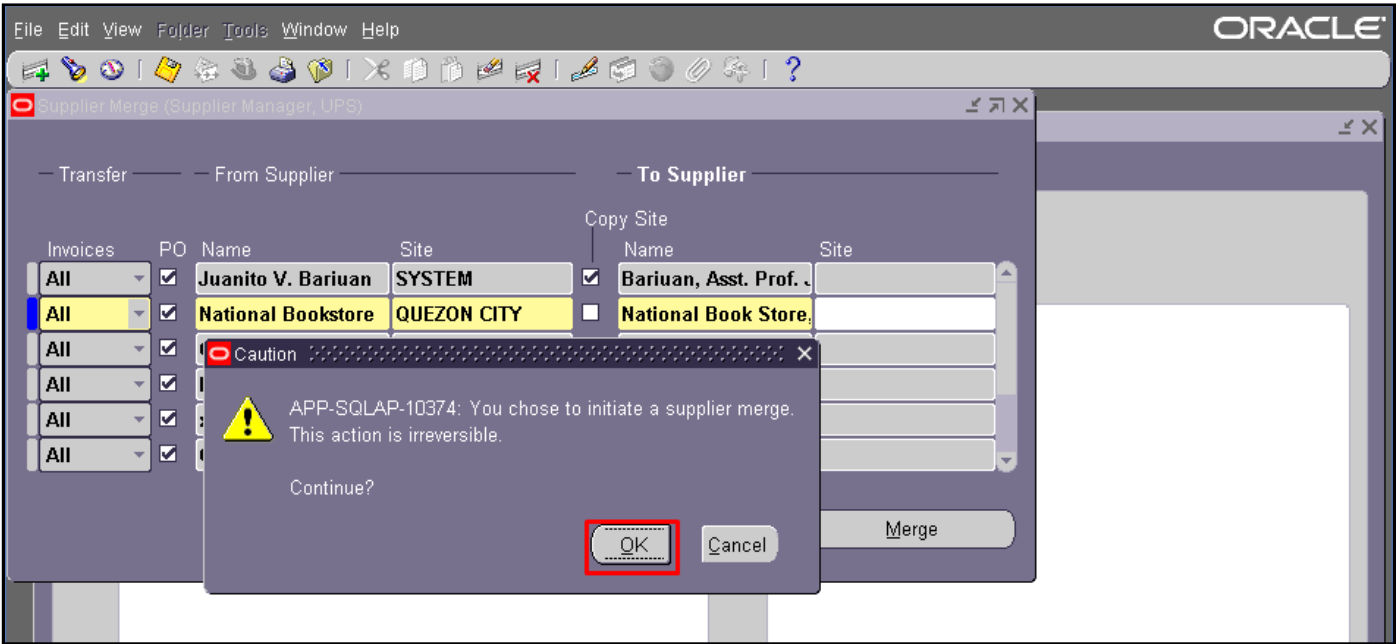 File Edit View Folder Tools Window Help
ORACLE
Supplier Merge (Supplier Manager, UPS)
Transfer From Supplier To Supplier
Copy Site
Invoices PO Name Site Name Site
All Juanito V. Bariuan SYSTEM Bariuan, Asst. Prof.
All National Bookstore QUEZON CITY National Book Store,
All
All
All
All
Caution
APP-SQLAP-10374: You chose to initiate a supplier merge.
This action is irreversible.
Continue?
OK Cancel
Merge